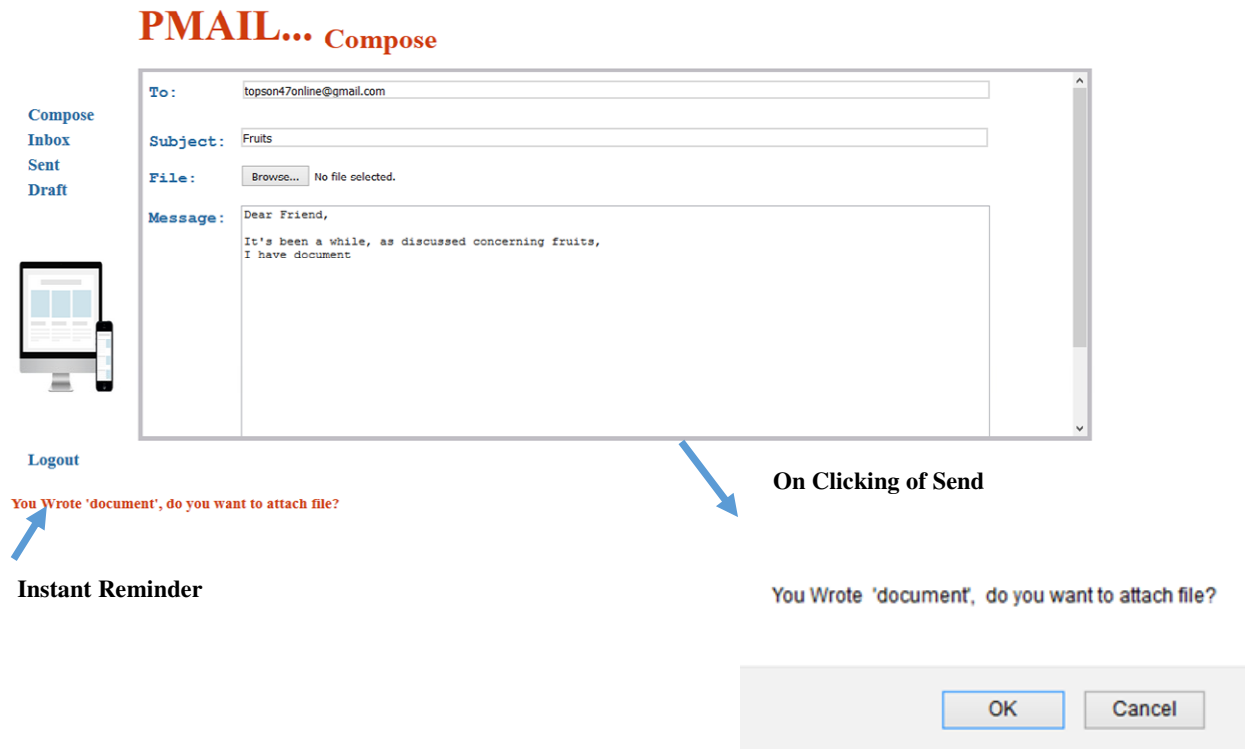 PMAIL... Compose
Compose
Inbox
Sent
Draft
To: topson47online@gmail.com
Subject: Fruits
File: Browse... No file selected.
Message: Dear Friend,
It's been a while, as discussed concerning fruits,
I have document
Logout
You Wrote 'document', do you want to attach file?
Instant Reminder
On Clicking of Send
You Wrote 'document', do you want to attach file?
OK Cancel